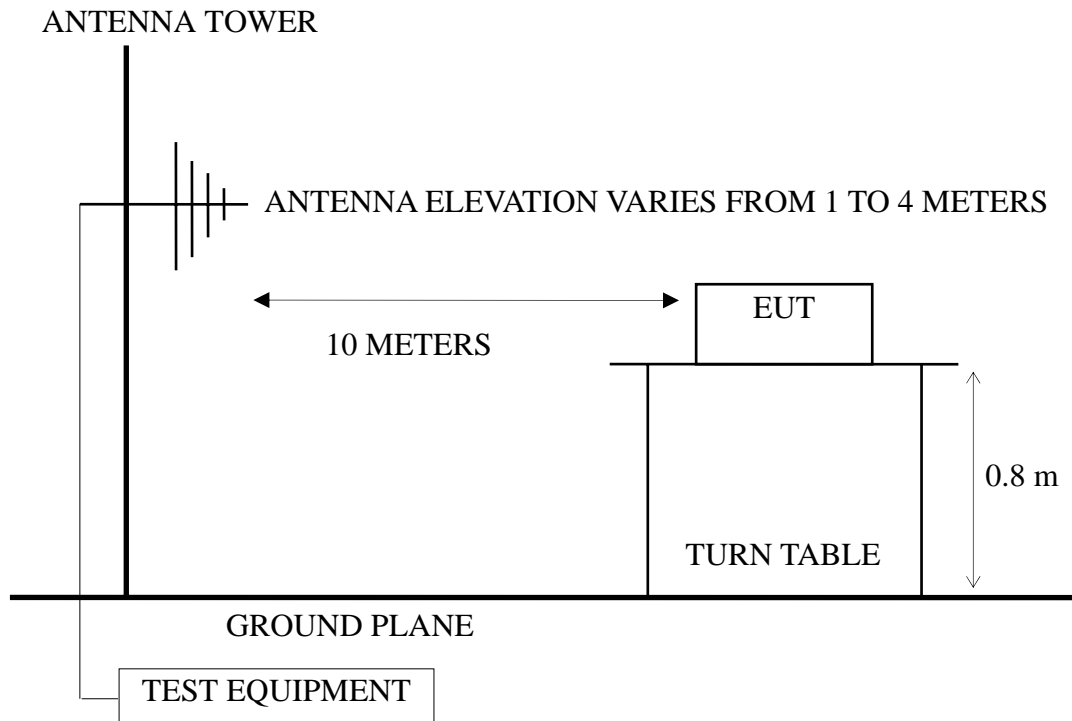 ANTENNA TOWER
ANTENNA ELEVATION VARIES FROM 1 TO 4 METERS
EUT
10 METERS
0.8 m
TURN TABLE
GROUND PLANE
TEST EQUIPMENT